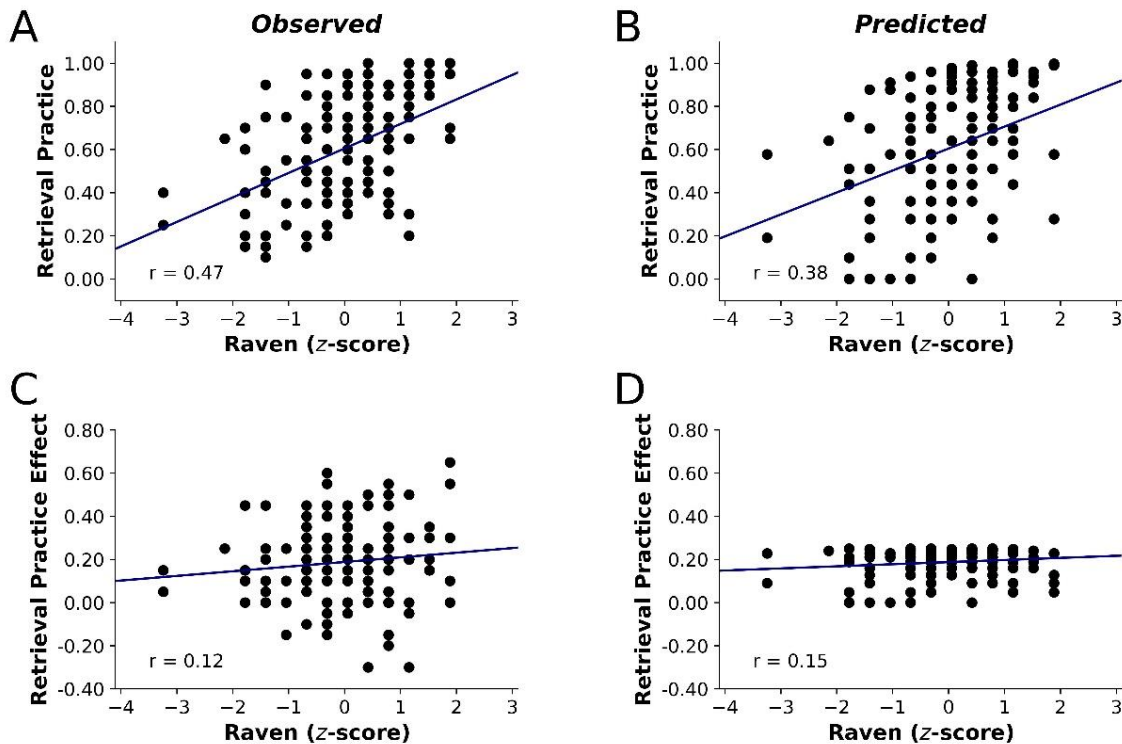 A
Observed
Retrieval Practice
1.00
0.80
0.60
0.40
0.20
0.00
r = 0.47
−4 −3 −2 −1 0 1 2 3
Raven (z-score)
B
Predicted
Retrieval Practice
1.00
0.80
0.60
0.40
0.20
0.00
r = 0.38
−4 −3 −2 −1 0 1 2 3
Raven (z-score)
C
Retrieval Practice Effect
0.80
0.60
0.40
0.20
0.00
-0.20
-0.40
r = 0.12
−4 −3 −2 −1 0 1 2 3
Raven (z-score)
D
Retrieval Practice Effect
0.80
0.60
0.40
0.20
0.00
-0.20
-0.40
r = 0.15
−4 −3 −2 −1 0 1 2 3
Raven (z-score)